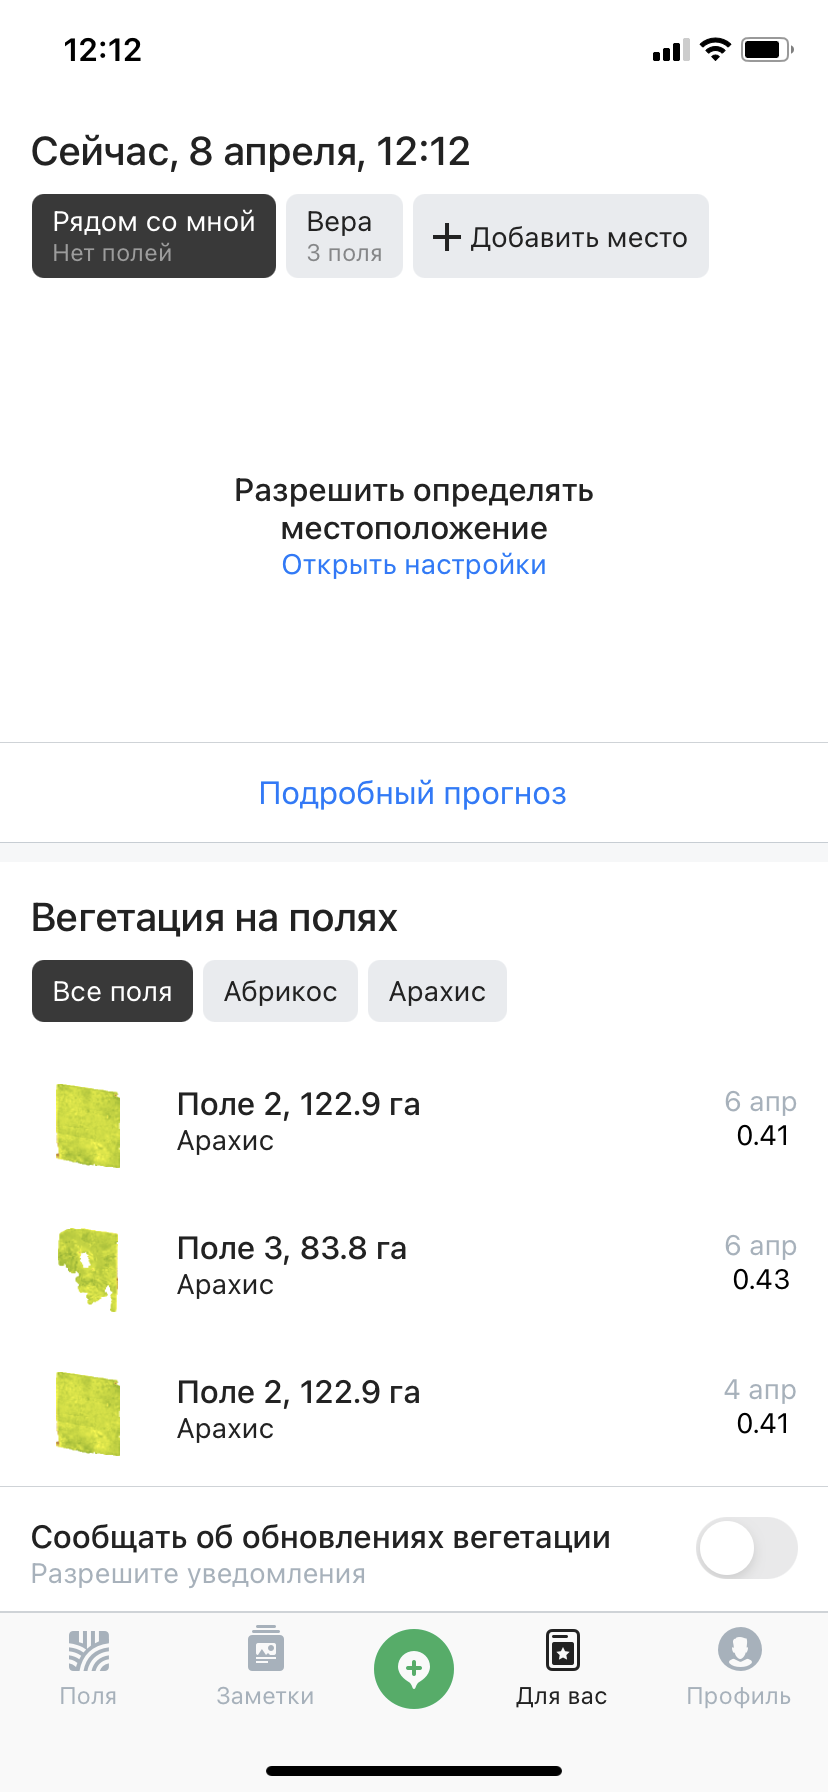 12:12
Сейчас, 8 апреля, 12:12
Рядом со мной
Нет полей
Вера
3 поля
Добавить место
Разрешить определять
местоположение
Открыть настройки
Подробный прогноз
Вегетация на полях
Все поля
Абрикос
Арахис
Поле 2, 122.9 га
Арахис
6 апр
0.41
Поле 3, 83.8 га
Арахис
6 апр
0.43
Поле 2, 122.9 га
Арахис
4 апр
0.41
Сообщать об обновлениях вегетации
Разрешите уведомления
Поля
Заметки
Для вас
Профиль